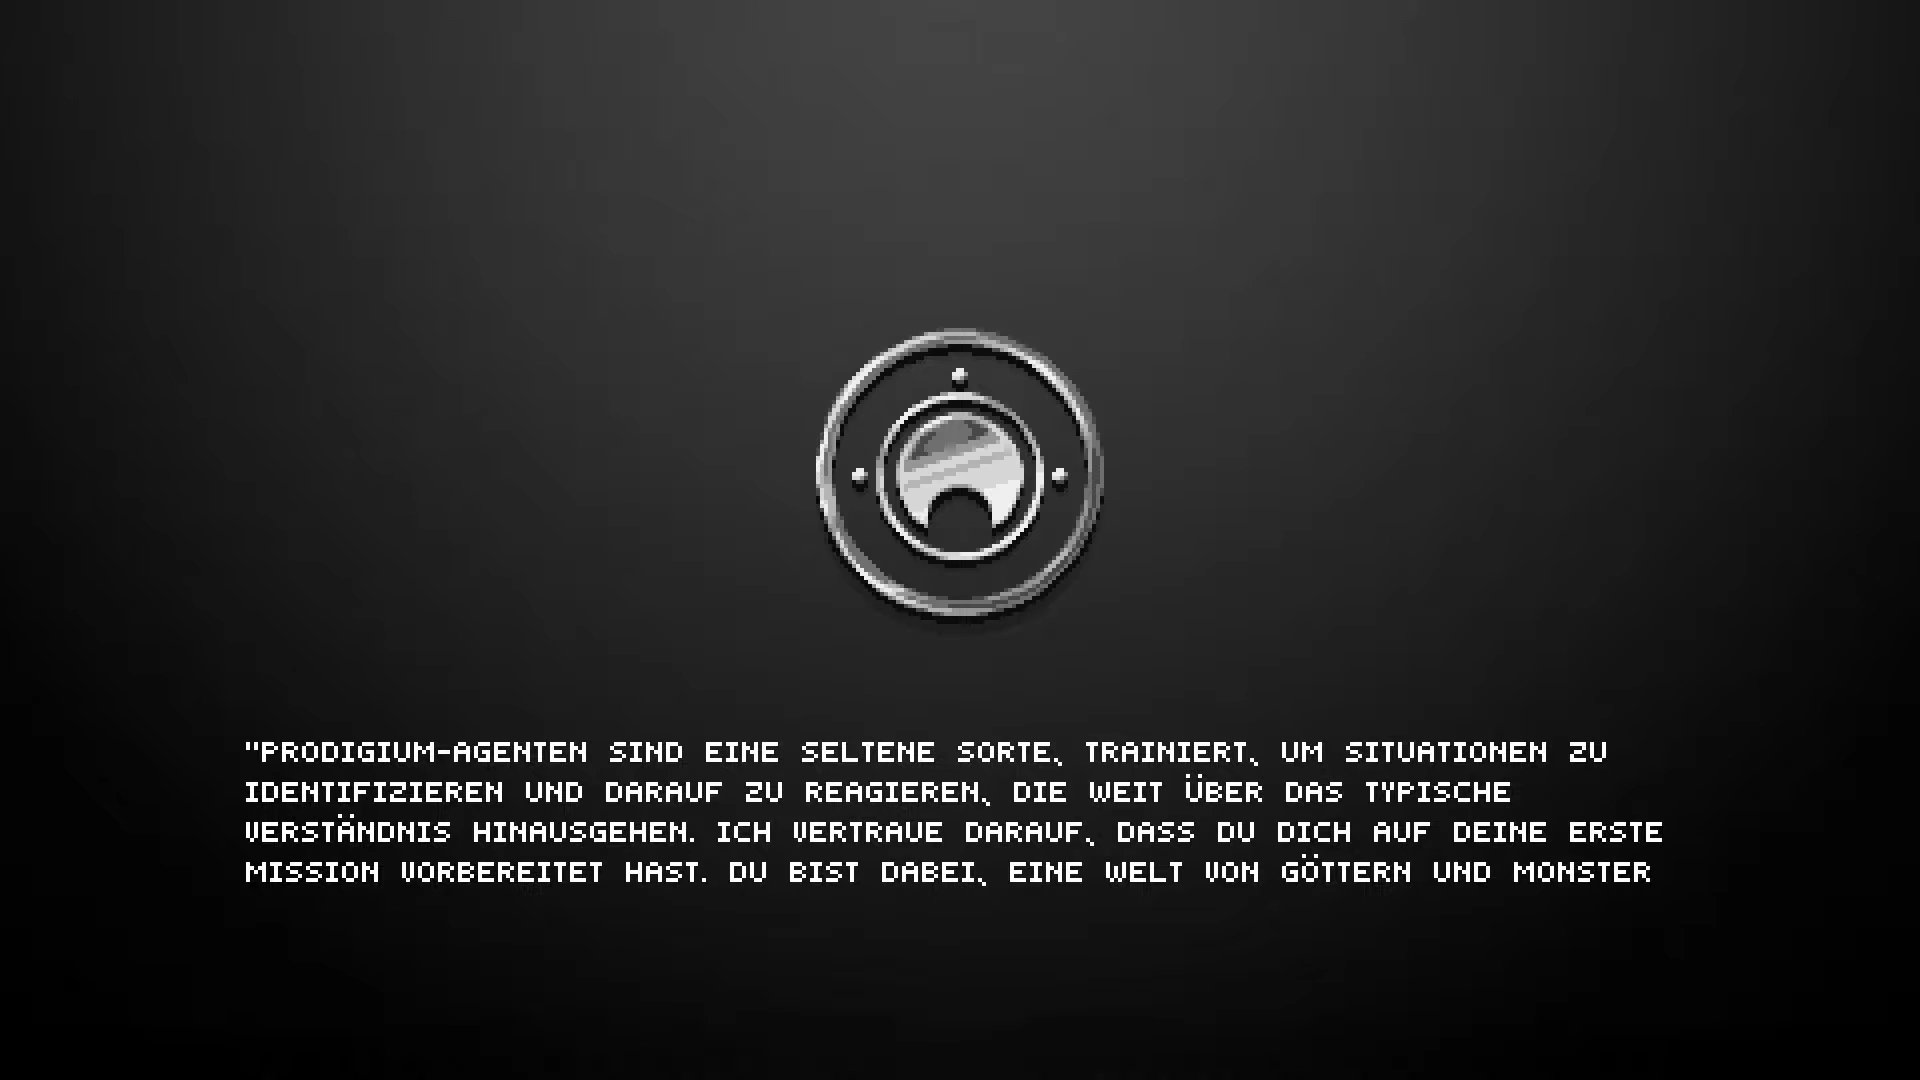 "PRODIGIUM-AGENTEN SIND EINE SELTENE SORTE, TRAINIERT, UM SITUATIONEN ZU
IDENTIFIZIEREN UND DARAUF ZU REAGIEREN, DIE WEIT ÜBER DAS TYPISCHE
VERSTÄNDNIS HINAUSGEHEN. ICH VERTRAUE DARAUF, DASS DU DICH AUF DEINE ERSTE
MISSION VORBEREITET HAST. DU BIST DABEI, EINE WELT VON GÖTTERN UND MONSTER